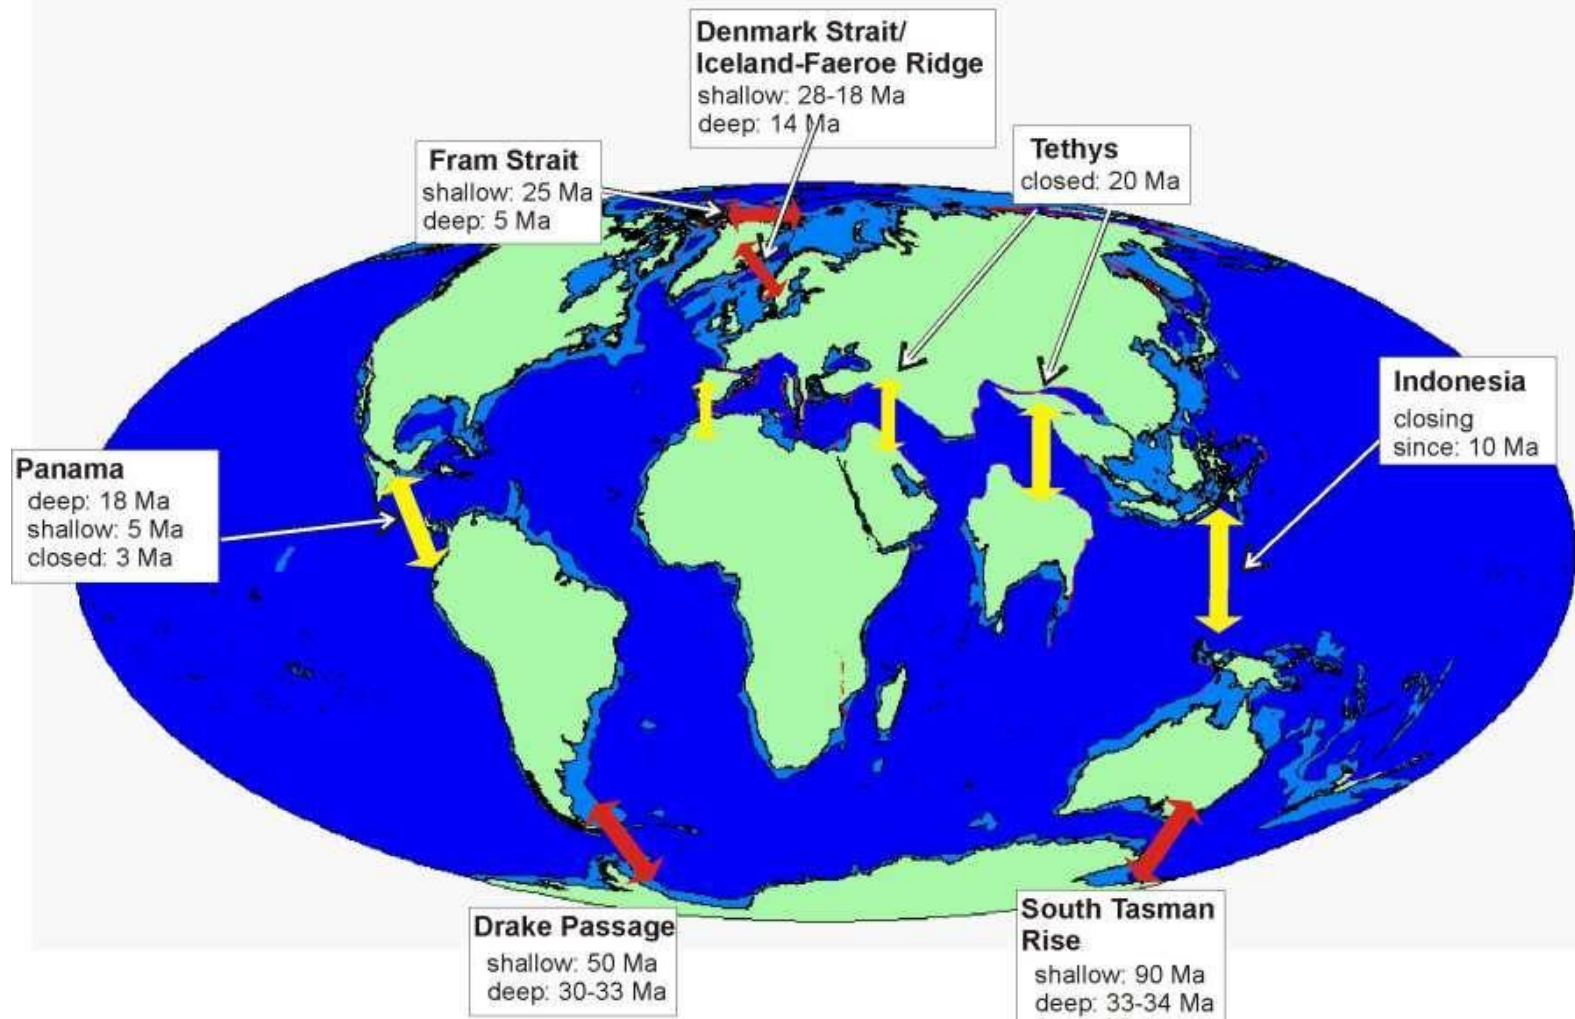 Denmark Strait/
Iceland-Faeroe Ridge
shallow: 28-18 Ma
deep: 14 Ma
Fram Strait
shallow: 25 Ma
deep: 5 Ma
Tethys
closed: 20 Ma
Indonesia
closing
since: 10 Ma
Panama
deep: 18 Ma
shallow: 5 Ma
closed: 3 Ma
Drake Passage
shallow: 50 Ma
deep: 30-33 Ma
South Tasman
Rise
shallow: 90 Ma
deep: 33-34 Ma